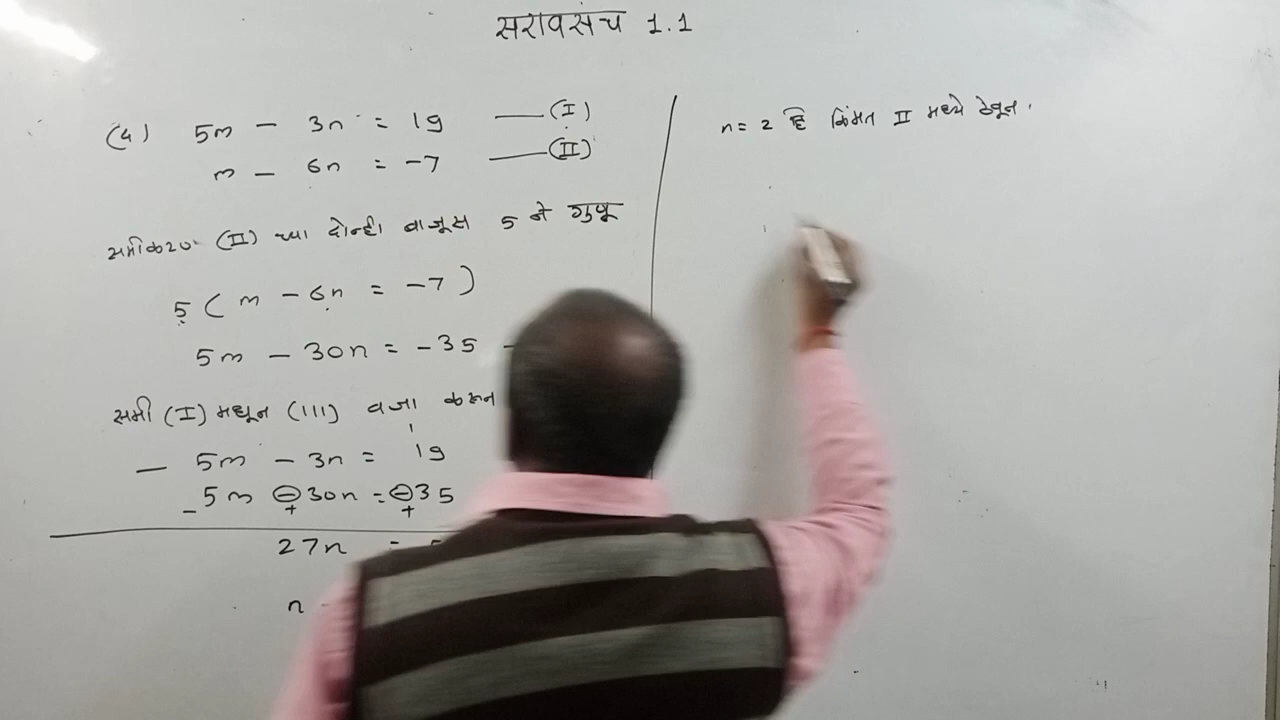 सरावसंच 1.1
(4) 5m - 3n = 19 —— (I)
m - 6n = -7 —— (II)
समीकरण (II) च्या दोन्ही बाजूस 5 ने गुणू
5 ( m - 6n = -7 )
5m - 30n = -35 -
समी (I) मधून (III) वजा करून
- 5m - 3n = 19
-5m ⊖ 30n = ⊖ 35
+ +
27n =
n
n = 2 हि किंमत II मध्ये ठेवून.